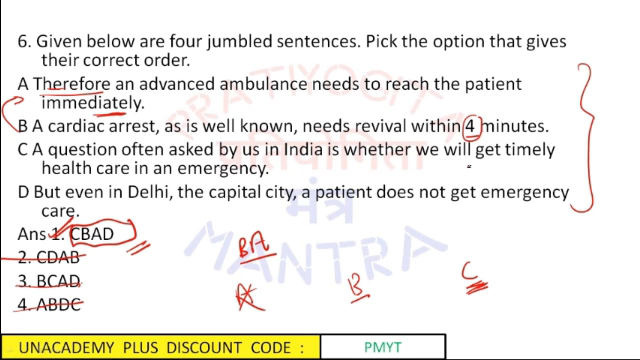 6. Given below are four jumbled sentences. Pick the option that gives
their correct order.
A Therefore an advanced ambulance needs to reach the patient
immediately.
B A cardiac arrest, as is well known, needs revival within 4 minutes.
C A question often asked by us in India is whether we will get timely
health care in an emergency.
D But even in Delhi, the capital city, a patient does not get emergency
care.
Ans 1. CBAD
2. CDAB
3. BCAD
4. ABDC
BA
A
B
C
PRATIYOGITA
प्रतियोगिता
मंत्र
MANTRA
UNACADEMY PLUS DISCOUNT CODE : PMYT